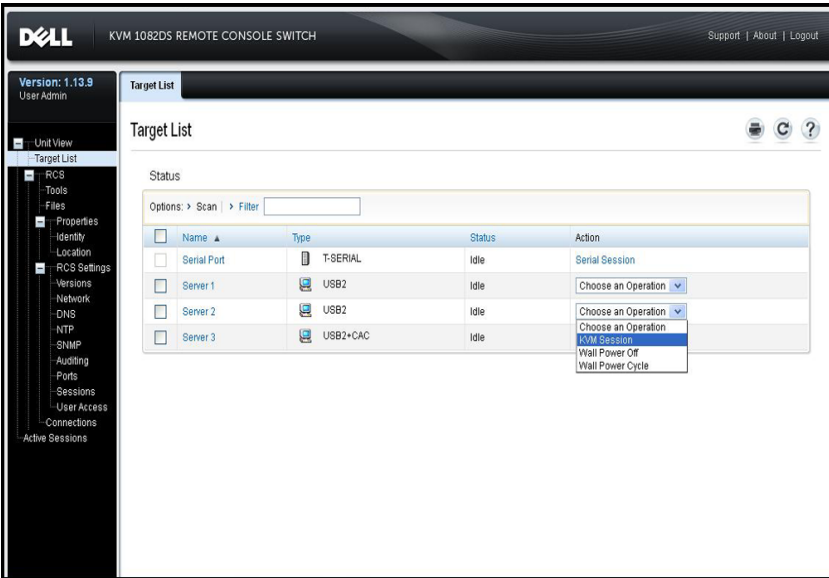 DELL
KVM 1082DS REMOTE CONSOLE SWITCH
Support | About | Logout
Version: 1.13.9
User Admin
Target List
Unit View
Target List
RCS
Tools
Files
Properties
Identity
Location
RCS Settings
Versions
Network
DNS
NTP
SNMP
Auditing
Ports
Sessions
User Access
Connections
Active Sessions
Target List
Status
Options: Scan | Filter
Name Type Status Action
Serial Port T-SERIAL Idle Serial Session
Server 1 USB2 Idle Choose an Operation
Server 2 USB2 Idle Choose an Operation
Server 3 USB2+CAC Idle
Choose an Operation
KVM Session
Wall Power Off
Wall Power Cycle